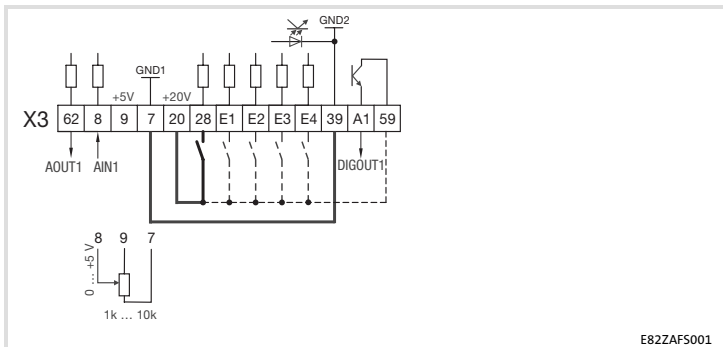 GND2
GND1
+5V
+20V
X3
62 8 9 7 20 28 E1 E2 E3 E4 39 A1 59
AOUT1
AIN1
DIGOUT1
8 9 7
0 ... +5 V
1k ... 10k
E82ZAFS001